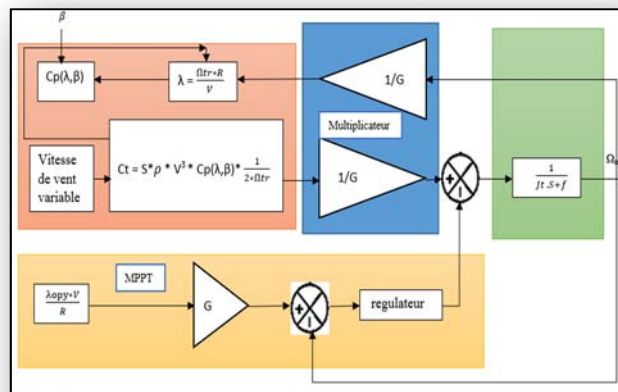 β
Cp(λ,β)
λ = Ωtr*R / V
1/G
Multiplicateur
Vitesse de vent variable
Ct = S* ρ * V³ * Cp(λ,β)* 1 / 2*Ωtr
1/G
+
1 / Jt .S+f
MPPT
λopy*V / R
G
+
regulateur